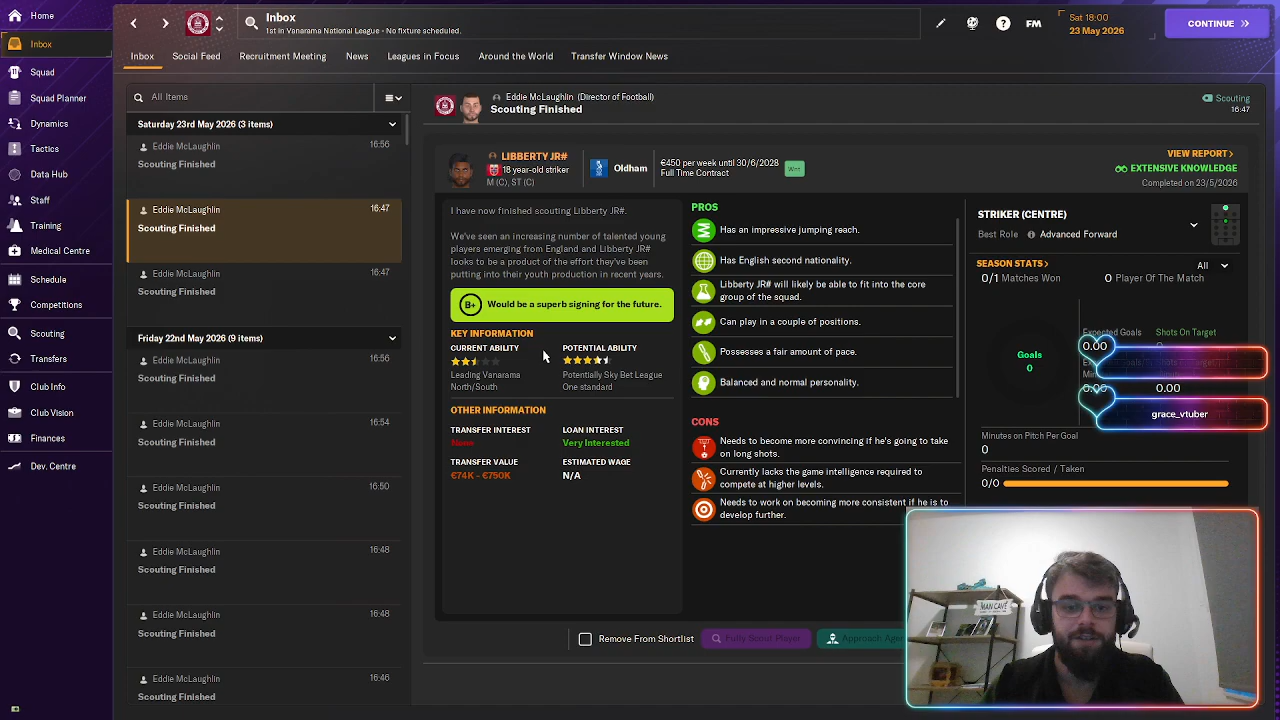 Home
Inbox
Squad
Squad Planner
Dynamics
Tactics
Data Hub
Staff
Training
Medical Centre
Schedule
Competitions
Scouting
Transfers
Club Info
Club Vision
Finances
Dev. Centre
Inbox
1st in Vanarama National League - No fixture scheduled.
FM
Sat 18:00
23 May 2026
CONTINUE
Inbox
Social Feed
Recruitment Meeting
News
Leagues in Focus
Around the World
Transfer Window News
All Items
Saturday 23rd May 2026 (3 items)
Eddie McLaughlin 16:56
Scouting Finished
Eddie McLaughlin 16:47
Scouting Finished
Eddie McLaughlin 16:47
Scouting Finished
Friday 22nd May 2026 (9 items)
Eddie McLaughlin 16:56
Scouting Finished
Eddie McLaughlin 16:54
Scouting Finished
Eddie McLaughlin 16:50
Scouting Finished
Eddie McLaughlin 16:48
Scouting Finished
Eddie McLaughlin 16:48
Scouting Finished
Eddie McLaughlin 16:46
Scouting Finished
Eddie McLaughlin (Director of Football)
Scouting Finished
Scouting
16:47
LIBBERTY JR#
18 year-old striker
M (C), ST (C)
Oldham
€450 per week until 30/6/2028
Full Time Contract
Wnt
VIEW REPORT >
EXTENSIVE KNOWLEDGE
Completed on 23/5/2026
I have now finished scouting Libberty JR#.
We've seen an increasing number of talented young
players emerging from England and Libberty JR#
looks to be a product of the effort they've been
putting into their youth production in recent years.
B+ Would be a superb signing for the future.
KEY INFORMATION
CURRENT ABILITY
Leading Vanarama
North/South
POTENTIAL ABILITY
Potentially Sky Bet League
One standard
OTHER INFORMATION
TRANSFER INTEREST
None
LOAN INTEREST
Very Interested
TRANSFER VALUE
€74K - €750K
ESTIMATED WAGE
N/A
PROS
Has an impressive jumping reach.
Has English second nationality.
Libberty JR# will likely be able to fit into the core
group of the squad.
Can play in a couple of positions.
Possesses a fair amount of pace.
Balanced and normal personality.
CONS
Needs to become more convincing if he's going to take
on long shots.
Currently lacks the game intelligence required to
compete at higher levels.
Needs to work on becoming more consistent if he is to
develop further.
STRIKER (CENTRE)
Best Role Advanced Forward
SEASON STATS >
All
0/1 Matches Won
0 Player Of The Match
Goals
0
Expected Goals
0.00
Shots On Target
0.00
0.00
grace_vtuber
Minutes on Pitch Per Goal
0
Penalties Scored / Taken
0/0
Remove From Shortlist
Fully Scout Player
Approach Agent
MAN CAVE